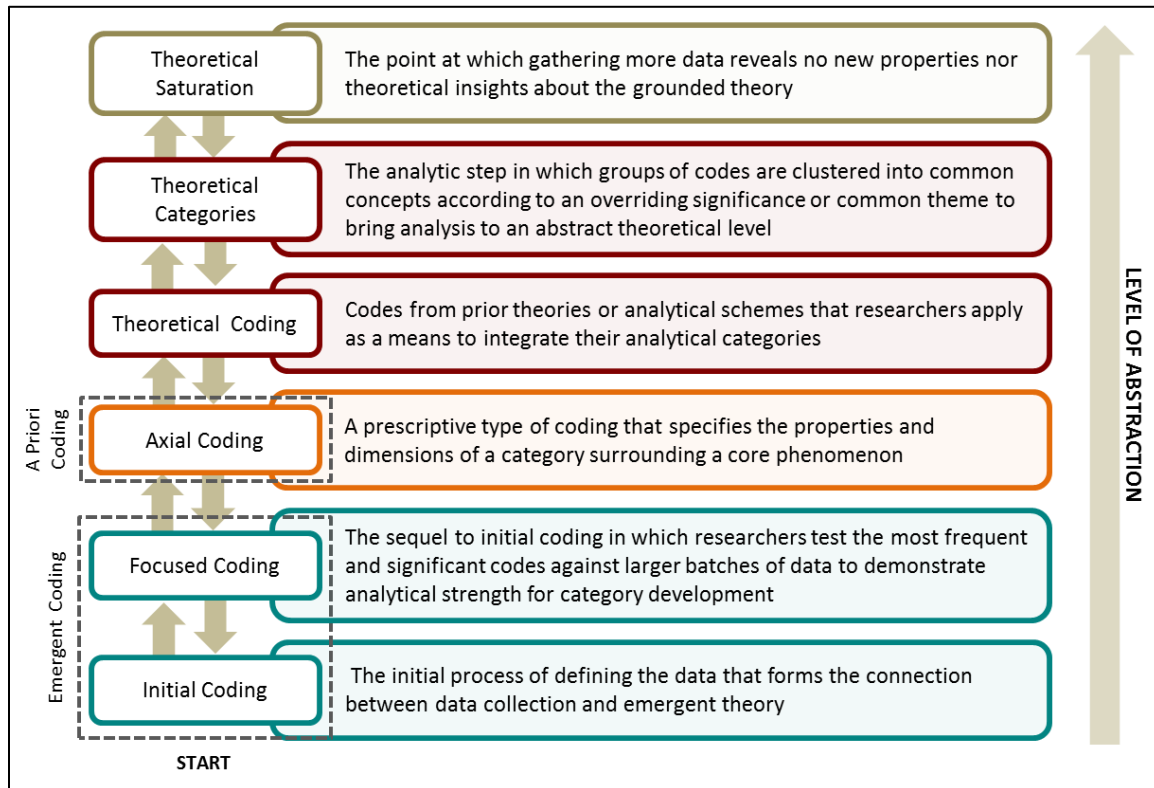 Theoretical
Saturation
The point at which gathering more data reveals no new properties nor
theoretical insights about the grounded theory
Theoretical
Categories
The analytic step in which groups of codes are clustered into common
concepts according to an overriding significance or common theme to
bring analysis to an abstract theoretical level
Theoretical Coding
Codes from prior theories or analytical schemes that researchers apply
as a means to integrate their analytical categories
A Priori
Coding
Axial Coding
A prescriptive type of coding that specifies the properties and
dimensions of a category surrounding a core phenomenon
Emergent Coding
Focused Coding
The sequel to initial coding in which researchers test the most frequent
and significant codes against larger batches of data to demonstrate
analytical strength for category development
Initial Coding
The initial process of defining the data that forms the connection
between data collection and emergent theory
START
LEVEL OF ABSTRACTION